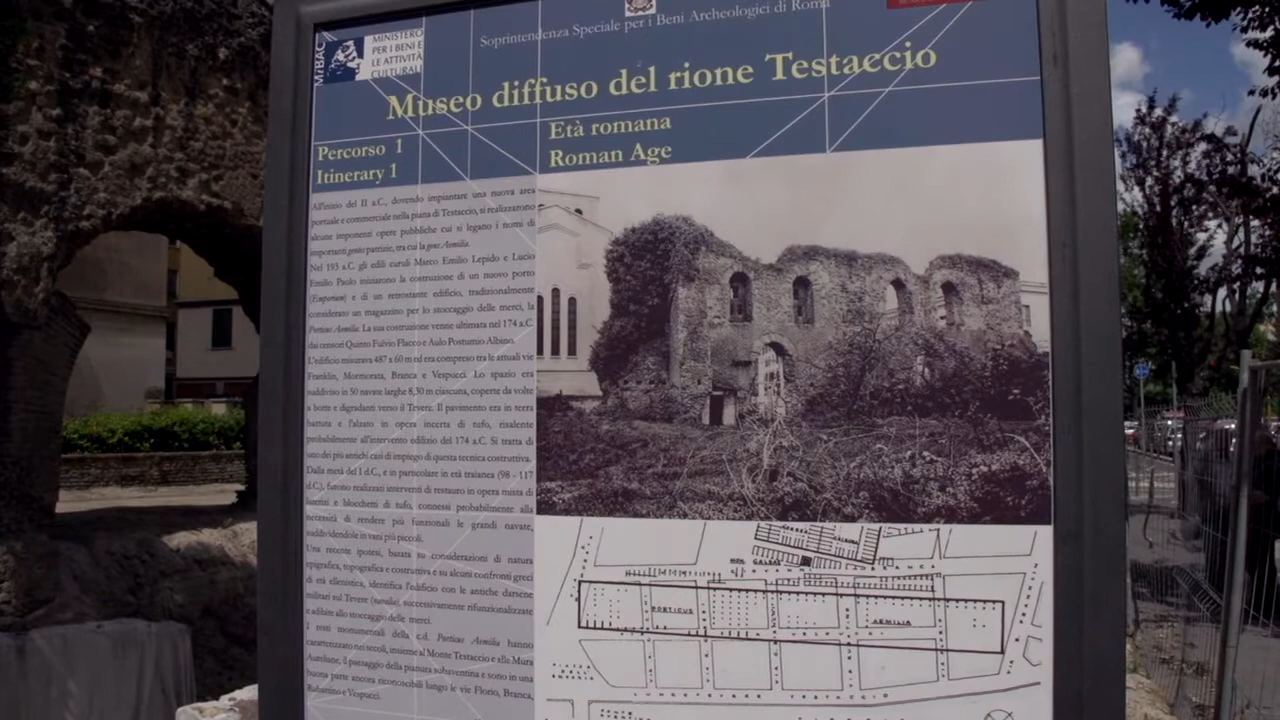 MiBAC
MINISTERO
PER I BENI E
LE ATTIVITÀ
CULTURALI
Soprintendenza Speciale per i Beni Archeologici di Roma
Museo diffuso del rione Testaccio
Percorso 1
Itinerary 1
Età romana
Roman Age
All'inizio del II a.C., dovendo impiantare una nuova area
portuale e commerciale nella piana di Testaccio, si realizzarono
alcune imponenti opere pubbliche cui si legano i nomi di
importanti gentes patrizie, tra cui la gens Aemilia.
Nel 193 a.C. gli edili curuli Marco Emilio Lepido e Lucio
Emilio Paolo iniziarono la costruzione di un nuovo porto
(Emporium) e di un retrostante edificio, tradizionalmente
considerato un magazzino per lo stoccaggio delle merci, la
Porticus Aemilia. La sua costruzione venne ultimata nel 174 a.C.
dai censori Quinto Fulvio Flacco e Aulo Postumio Albino.
L'edificio misurava 487 x 60 m ed era compreso tra le attuali vie
Franklin, Mormorata, Branca e Vespucci. Lo spazio era
suddiviso in 50 navate larghe 8,30 m ciascuna, coperte da volte
a botte e digradanti verso il Tevere. Il pavimento era in terra
battuta e l'alzato in opera incerta di tufo, risalente
probabilmente all'intervento edilizio del 174 a.C. Si tratta di
uno dei più antichi casi di impiego di questa tecnica costruttiva.
Dalla metà del I d.C., e in particolare in età traianea (98 - 117
d.C.), furono realizzati interventi di restauro in opera mista di
laterizi e blocchetti di tufo, connessi probabilmente alla
necessità di rendere più funzionali le grandi navate,
suddividendole in vani più piccoli.
Una recente ipotesi, basata su considerazioni di natura
epigrafica, topografica e costruttiva e su alcuni confronti greci
di età ellenistica, identifica l'edificio con le antiche darsene
militari sul Tevere (navalia) successivamente rifunzionalizzate
e adibite allo stoccaggio delle merci.
I resti monumentali della c.d. Porticus Aemilia hanno
caratterizzato nei secoli, insieme al Monte Testaccio e alle Mura
Aureliane, il paesaggio della pianura subaventina e sono in una
buona parte ancora riconoscibili lungo le vie Florio, Branca,
Rubattino e Vespucci.
GALBA
PORTICUS
AEMILIA
LUNGOTEVERE TESTACCIO